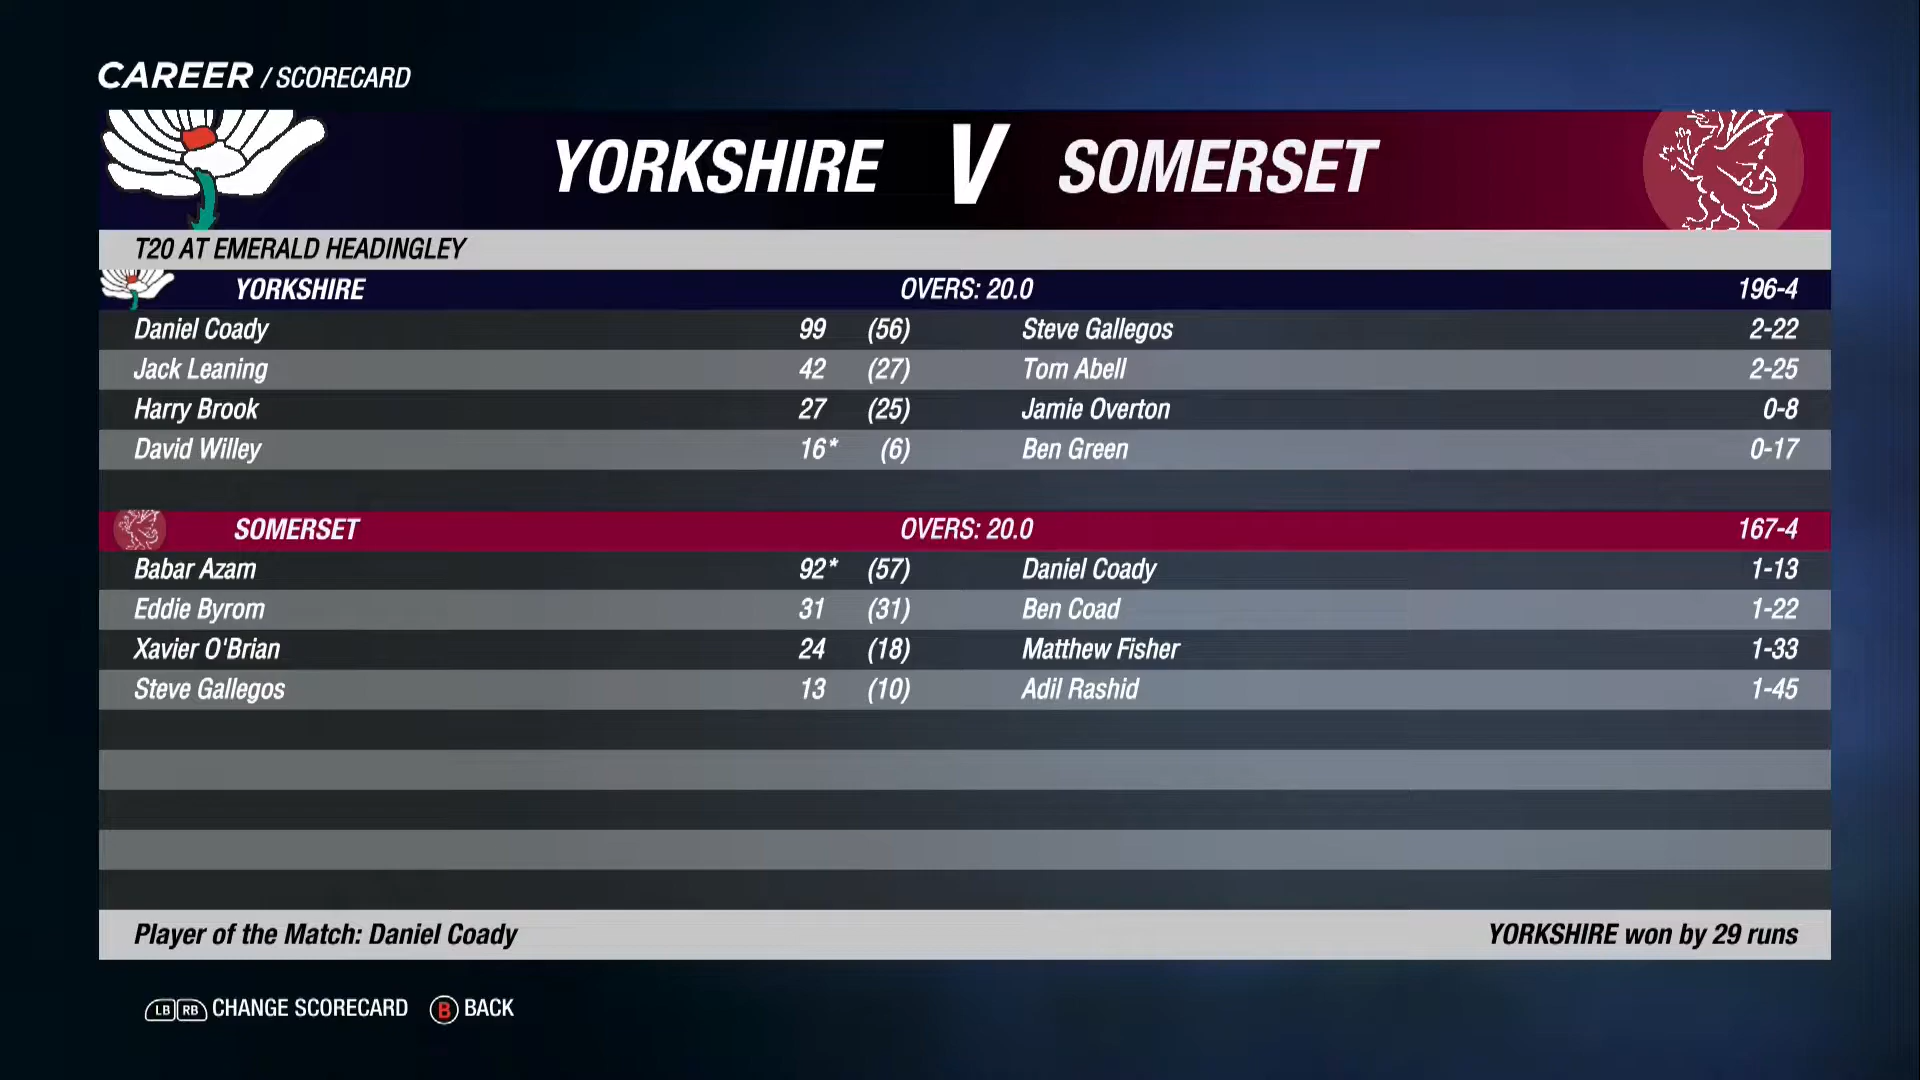 CAREER / SCORECARD
YORKSHIRE V SOMERSET
T20 AT EMERALD HEADINGLEY
YORKSHIRE OVERS: 20.0 196-4
Daniel Coady 99 (56) Steve Gallegos 2-22
Jack Leaning 42 (27) Tom Abell 2-25
Harry Brook 27 (25) Jamie Overton 0-8
David Willey 16* (6) Ben Green 0-17
SOMERSET OVERS: 20.0 167-4
Babar Azam 92* (57) Daniel Coady 1-13
Eddie Byrom 31 (31) Ben Coad 1-22
Xavier O'Brian 24 (18) Matthew Fisher 1-33
Steve Gallegos 13 (10) Adil Rashid 1-45
Player of the Match: Daniel Coady YORKSHIRE won by 29 runs
LB RB CHANGE SCORECARD B BACK